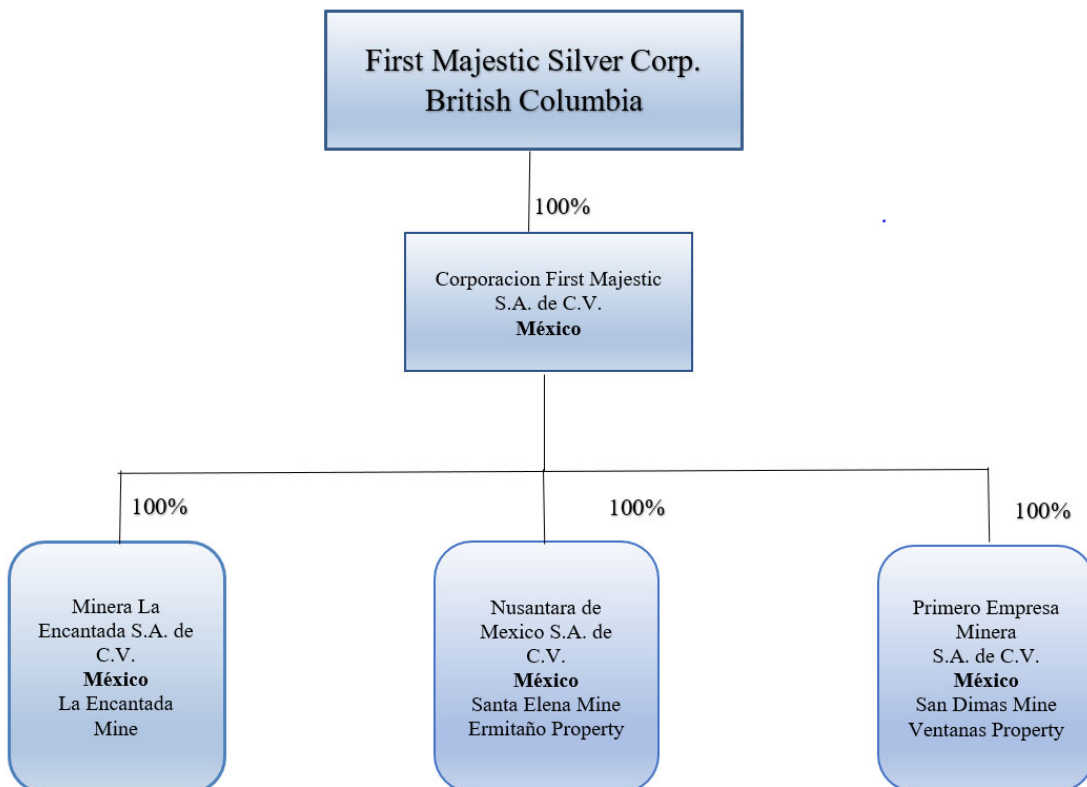 First Majestic Silver Corp.
British Columbia
100%
Corporacion First Majestic
S.A. de C.V.
México
100%
100%
100%
Minera La
Encantada S.A. de
C.V.
México
La Encantada
Mine
Nusantara de
Mexico S.A. de
C.V.
México
Santa Elena Mine
Ermitaño Property
Primero Empresa
Minera
S.A. de C.V.
México
San Dimas Mine
Ventanas Property